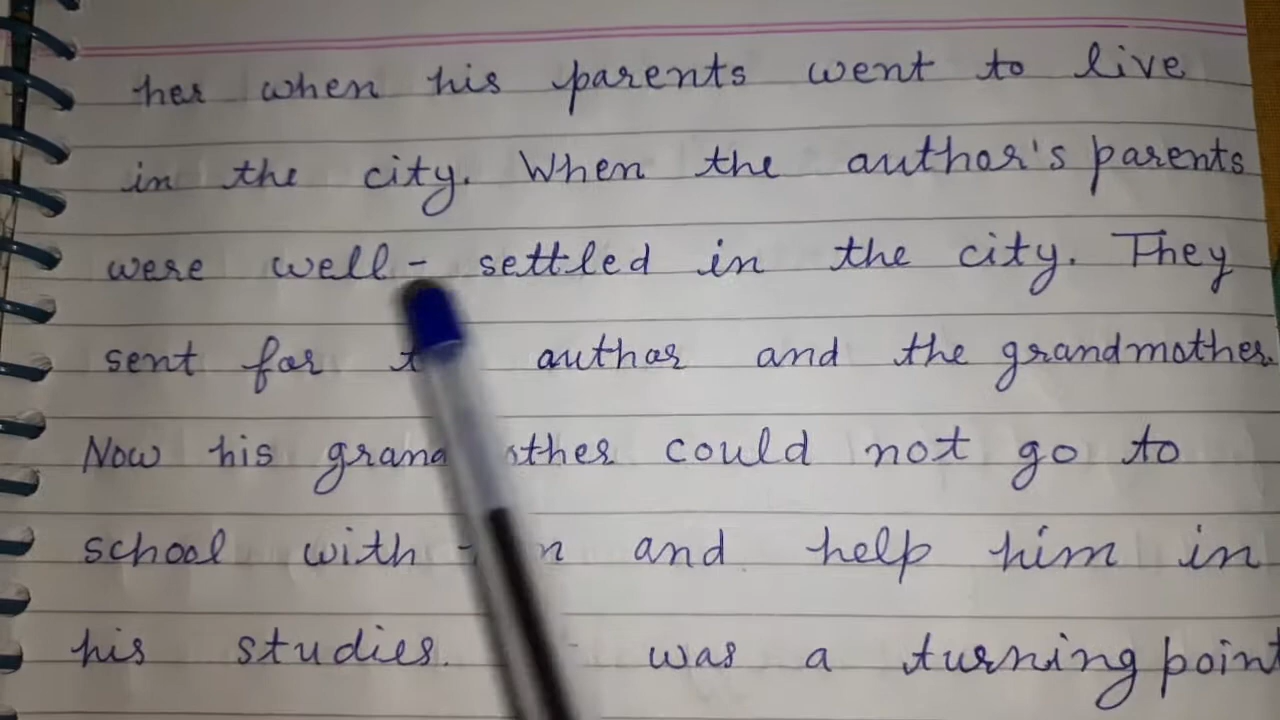 her when his parents went to live
in the city. When the author's parents
were well- settled in the city. They
sent for author and the grandmother.
Now his could not go to
school with and help him in
his studies. was a turning point